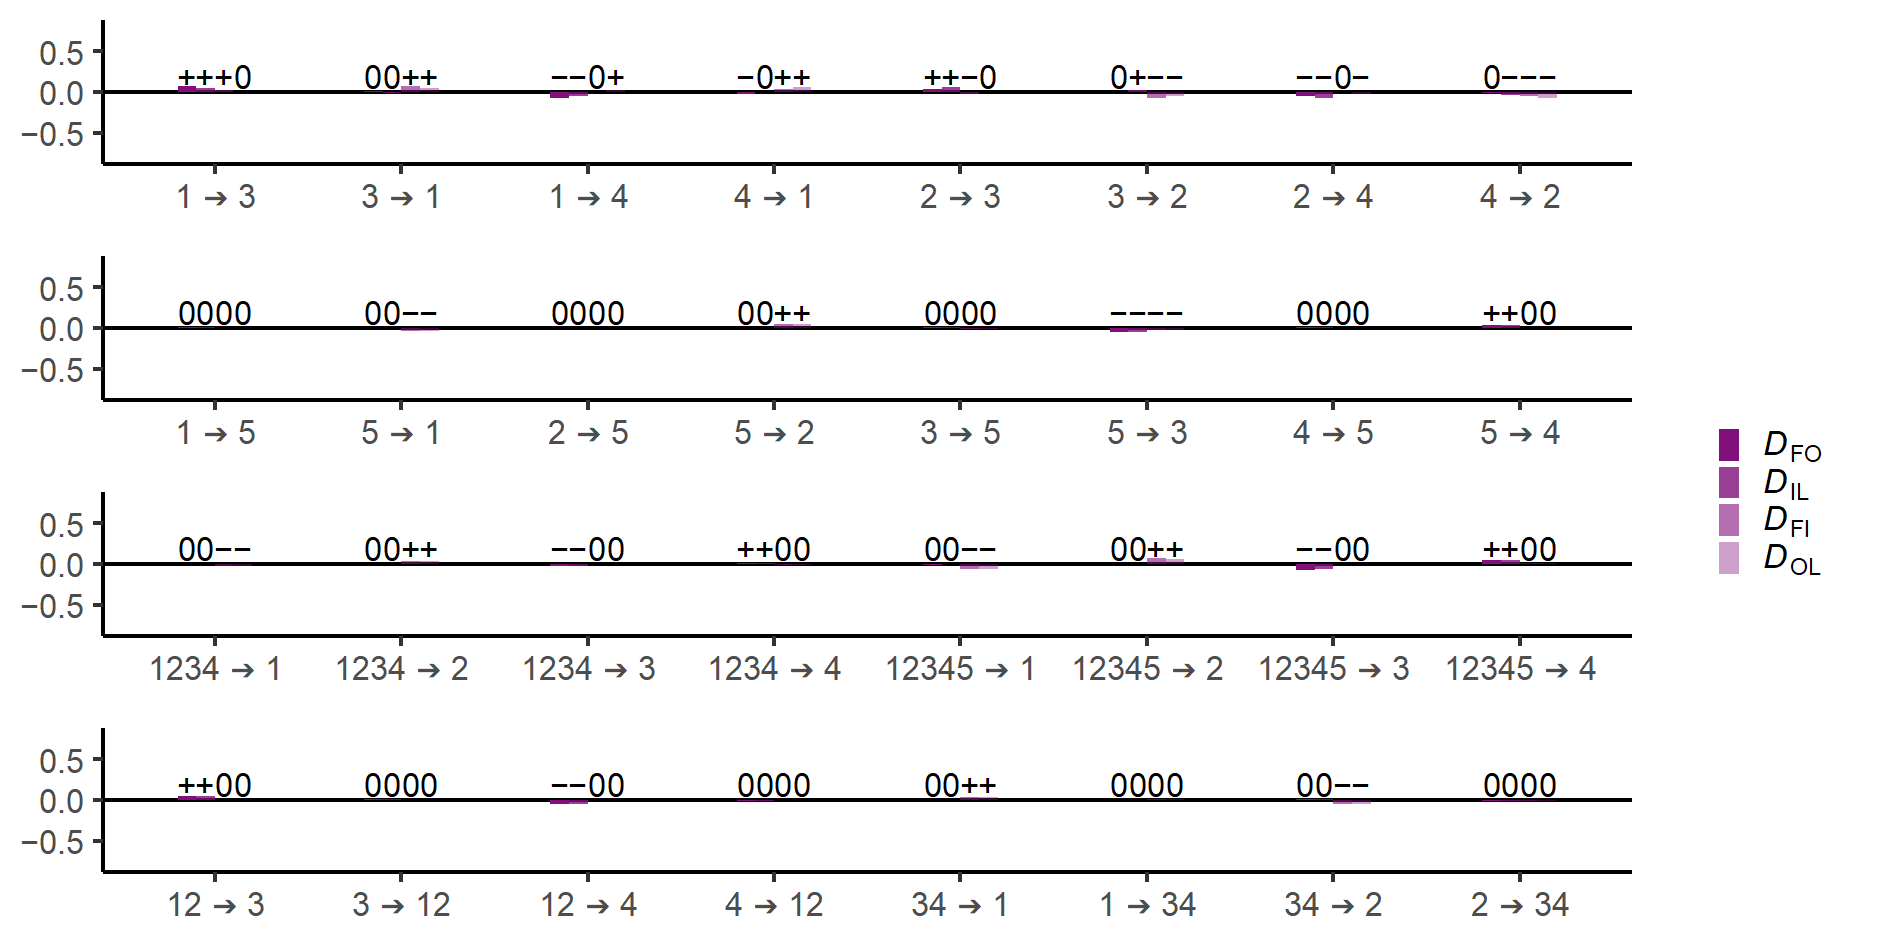 0.5
+++0 00++ −−0+ −0++ ++−0 0+−− −−0− 0−−−
0.0
−0.5
1 → 3 3 → 1 1 → 4 4 → 1 2 → 3 3 → 2 2 → 4 4 → 2
0.5
0000 00−− 0000 00++ 0000 −−−− 0000 ++00
0.0
−0.5
1 → 5 5 → 1 2 → 5 5 → 2 3 → 5 5 → 3 4 → 5 5 → 4
D FO
D IL
D FI
D OL
0.5
00−− 00++ −−00 ++00 00−− 00++ −−00 ++00
0.0
−0.5
1234 → 1 1234 → 2 1234 → 3 1234 → 4 12345 → 1 12345 → 2 12345 → 3 12345 → 4
0.5
++00 0000 −−00 0000 00++ 0000 00−− 0000
0.0
−0.5
12 → 3 3 → 12 12 → 4 4 → 12 34 → 1 1 → 34 34 → 2 2 → 34